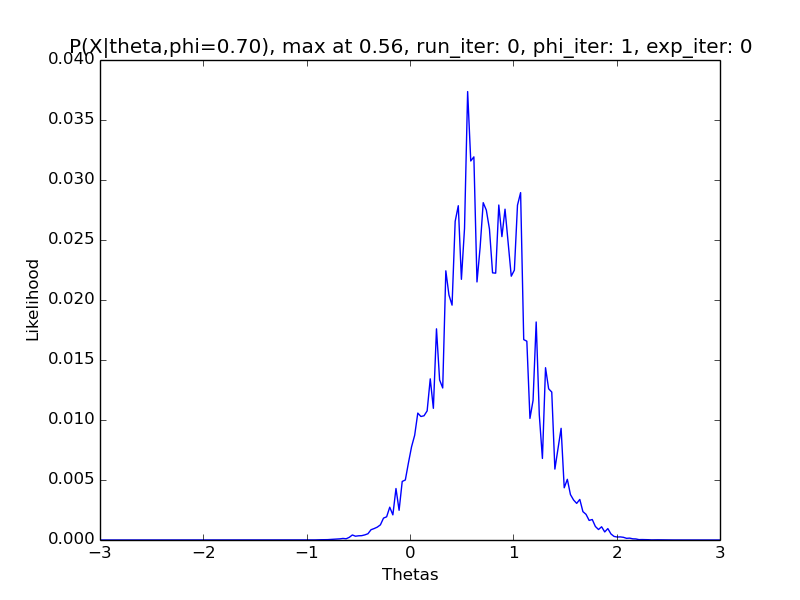 P(X|theta,phi=0.70), max at 0.56, run_iter: 0, phi_iter: 1, exp_iter: 0
0.040
0.035
0.030
0.025
0.020
0.015
0.010
0.005
0.000
Likelihood
−3 −2 −1 0 1 2 3
Thetas